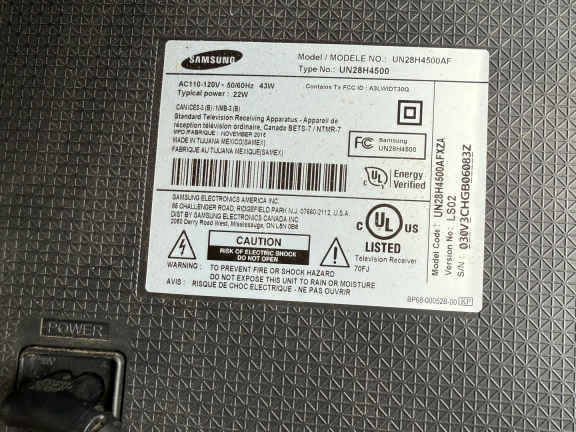 SAMSUNG
Model / MODELE NO.: UN28H4500AF
Type No.: UN28H4500
AC110-120V~ 50/60Hz 43W
Typical power : 22W
Contains Tx FCC ID : A3LWIDT30Q
CAN ICES-3 (B) / NMB-3 (B)
Standard Television Receiving Apparatus - Appareil de
réception télévision ordinaire, Canada BETS-7 / NTMR-7
MFD/FABRIQUE : NOVEMBER 2016
MADE IN TIJUANA MEXICO(SAMEX)
FABRIQUE AU TIJUANA MEXIQUE(SAMEX)
FC Samsung
UN28H4500
UL Energy
Verified
SAMSUNG ELECTRONICS AMERICA INC.
85 CHALLENGER ROAD, RIDGEFIELD PARK N.J. 07660-2112, U.S.A.
DIST BY SAMSUNG ELECTRONICS CANADA INC.
2050 Derry Road West, Mississauga, ON L5N 0B9
C UL US
LISTED
Television Receiver
70FJ
CAUTION
RISK OF ELECTRIC SHOCK
DO NOT OPEN
WARNING : TO PREVENT FIRE OR SHOCK HAZARD
DO NOT EXPOSE THIS UNIT TO RAIN OR MOISTURE
AVIS : RISQUE DE CHOC ELECTRIQUE - NE PAS OUVRIR
BP68-00052B-00 XP
Model Code: UN28H4500AFXZA
Version No.: LS02
S/N : 030V3CHGB06083Z
POWER